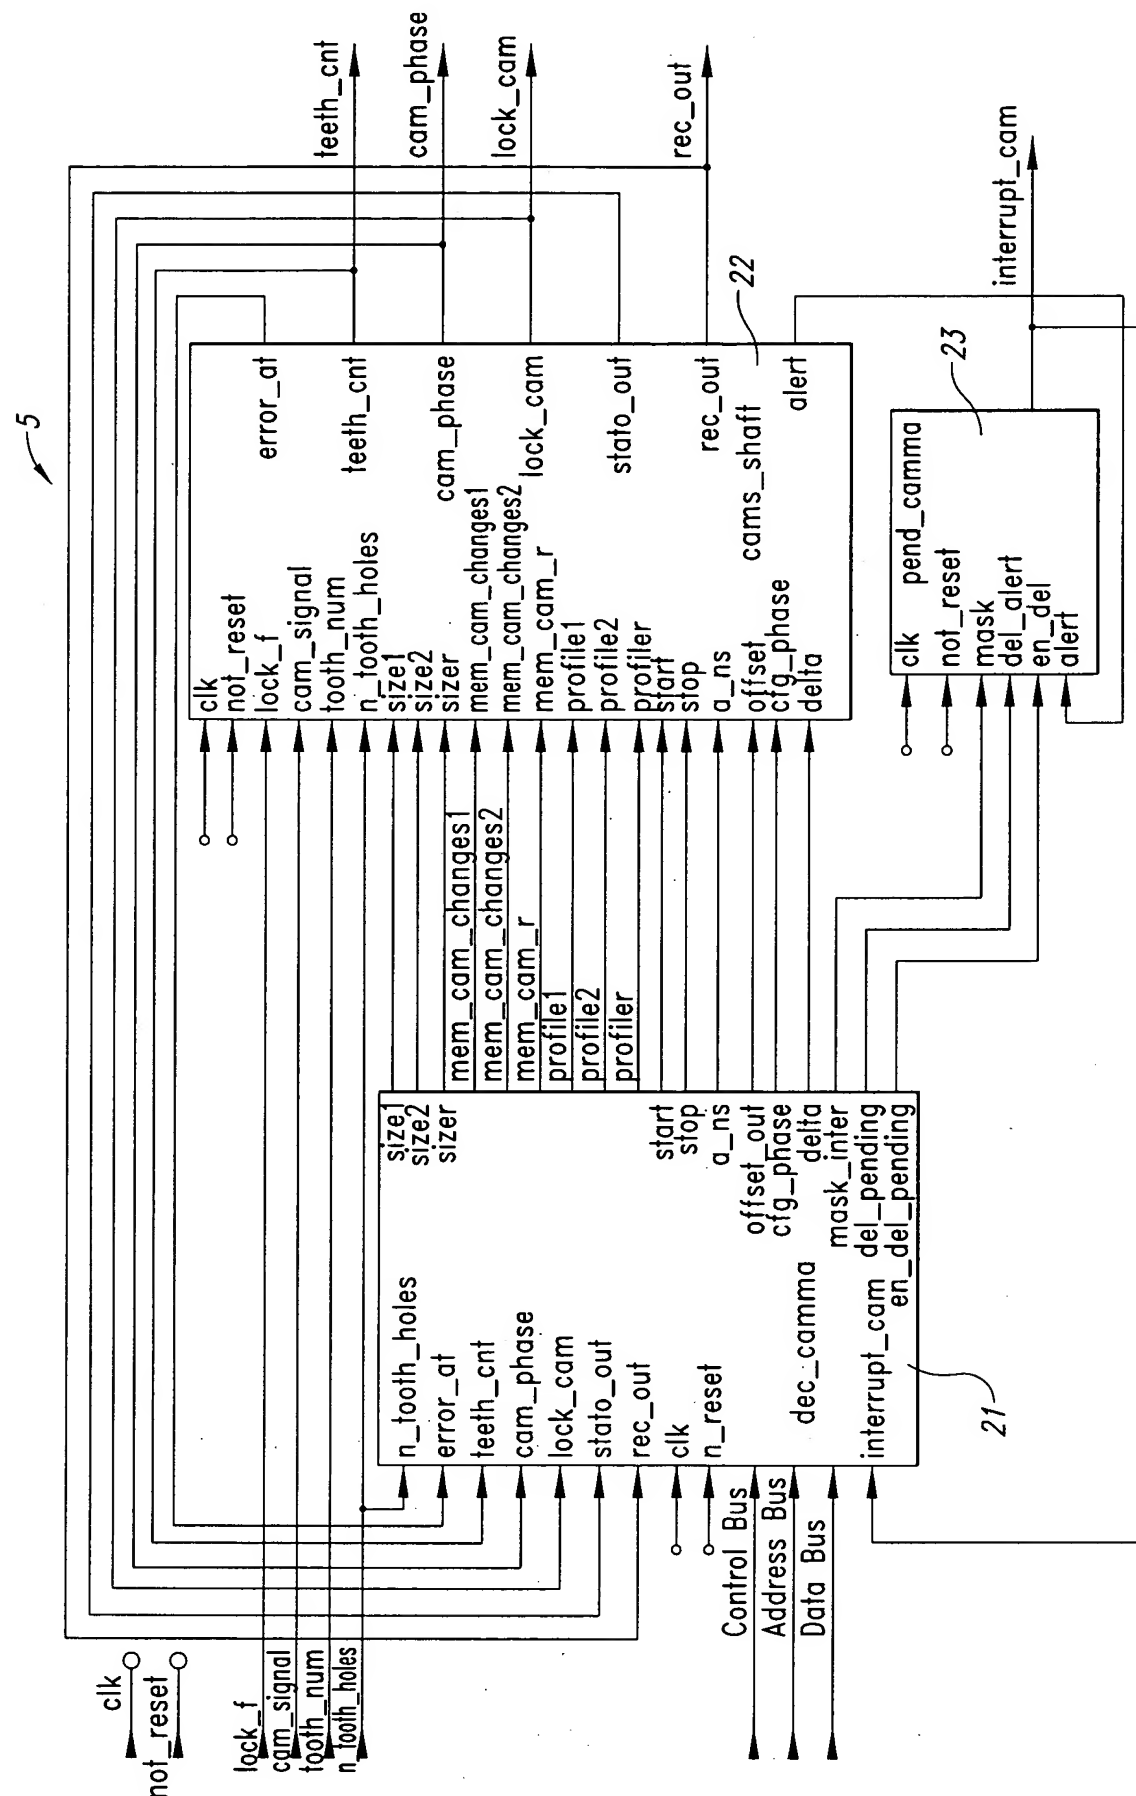 5
clk
not_reset
lock_f
cam_signal
tooth_num
n_tooth_holes
Control Bus
Address Bus
Data Bus
n_tooth_holes
error_at
teeth_cnt
cam_phase
lock_cam
stato_out
rec_out
clk
n_reset
dec_camma
interrupt_cam
21
size1
size2
sizer
start
stop
a_ns
offset_out
cfg_phase
delta
mask_inter
del_pending
en_del_pending
mem_cam_changes1
mem_cam_changes2
mem_cam_r
profile1
profile2
profiler
clk
not_reset
lock_f
cam_signal
tooth_num
n_tooth_holes
size1
size2
sizer
mem_cam_changes1
mem_cam_changes2
mem_cam_r
profile1
profile2
profiler
start
stop
a_ns
offset
cfg_phase
delta
cams_shaft
22
error_at
teeth_cnt
cam_phase
lock_cam
stato_out
rec_out
alert
clk
not_reset
mask
del_alert
en_del
alert
pend_camma
23
teeth_cnt
cam_phase
lock_cam
rec_out
interrupt_cam